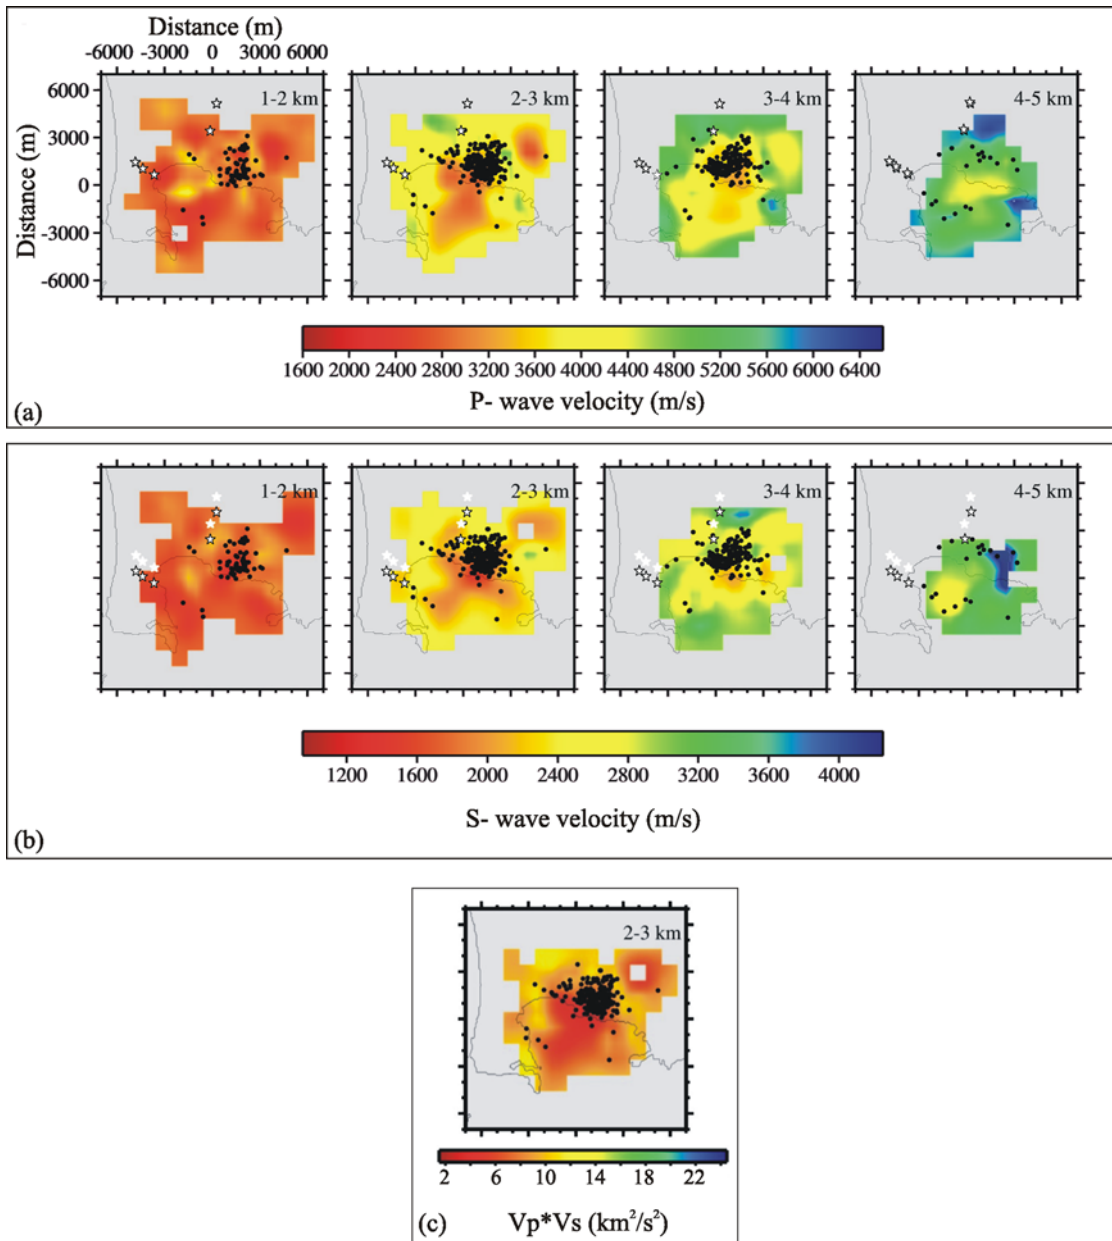 Distance (m)
-6000 -3000 0 3000 6000
6000
3000
0
-3000
-6000
Distance (m)
1-2 km
2-3 km
3-4 km
4-5 km
1600 2000 2400 2800 3200 3600 4000 4400 4800 5200 5600 6000 6400
P- wave velocity (m/s)
(a)
1-2 km
2-3 km
3-4 km
4-5 km
1200 1600 2000 2400 2800 3200 3600 4000
S- wave velocity (m/s)
(b)
2-3 km
2 6 10 14 18 22
(c) Vp*Vs (km²/s²)